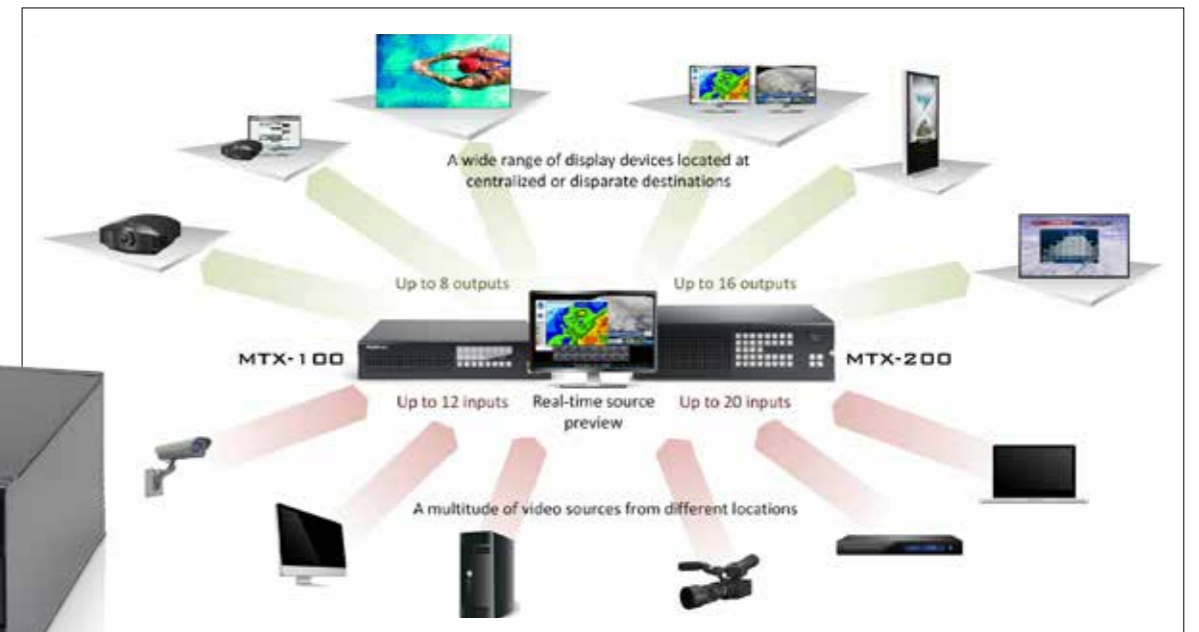 A wide range of display devices located at
centralized or disparate destinations
Up to 8 outputs
Up to 16 outputs
MTX-100
MTX-200
Up to 12 inputs
Real-time source
preview
Up to 20 inputs
A multitude of video sources from different locations